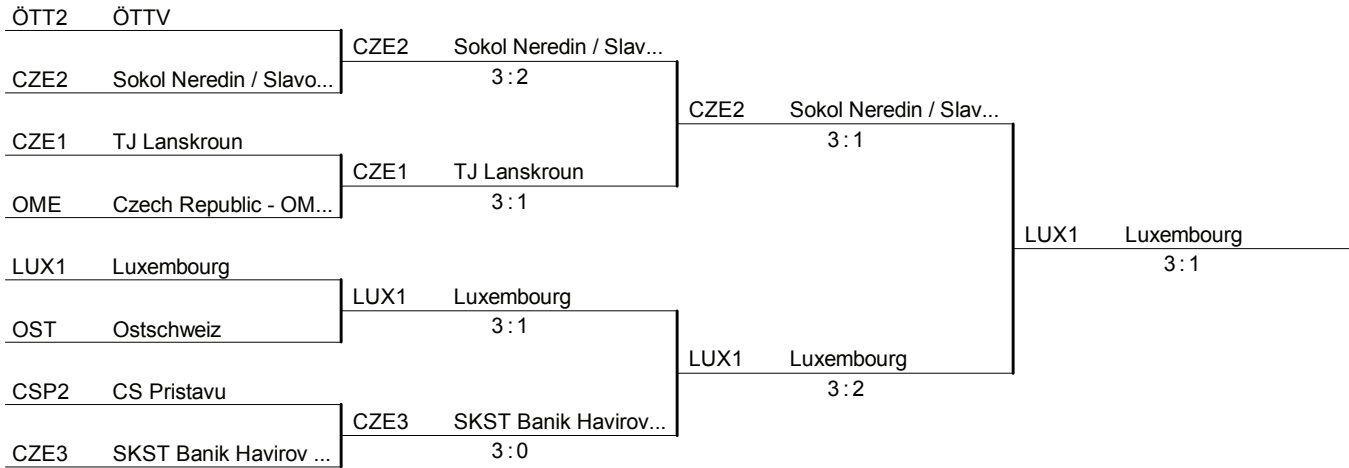 ÖTT2 ÖTTV
CZE2 Sokol Neredin / Slav...
CZE2 Sokol Neredin / Slavo...
3 : 2
CZE2 Sokol Neredin / Slav...
CZE1 TJ Lanskroun
3 : 1
CZE1 TJ Lanskroun
OME Czech Republic - OM...
3 : 1
LUX1 Luxembourg
LUX1 Luxembourg
3 : 1
LUX1 Luxembourg
OST Ostschweiz
3 : 1
LUX1 Luxembourg
CSP2 CS Pristavu
3 : 2
CZE3 SKST Banik Havirov...
CZE3 SKST Banik Havirov ...
3 : 0